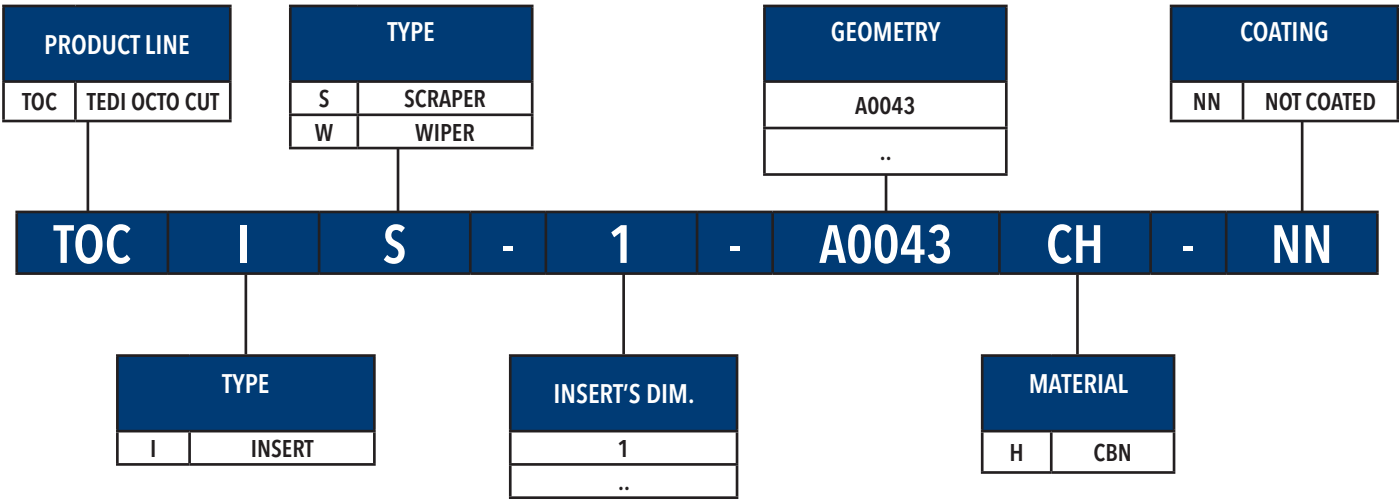 PRODUCT LINE
TOC TEDI OCTO CUT
TYPE
S SCRAPER
W WIPER
GEOMETRY
A0043
..
COATING
NN NOT COATED
TOC I S - 1 - A0043 CH - NN
TYPE
I INSERT
INSERT'S DIM.
1
..
MATERIAL
H CBN